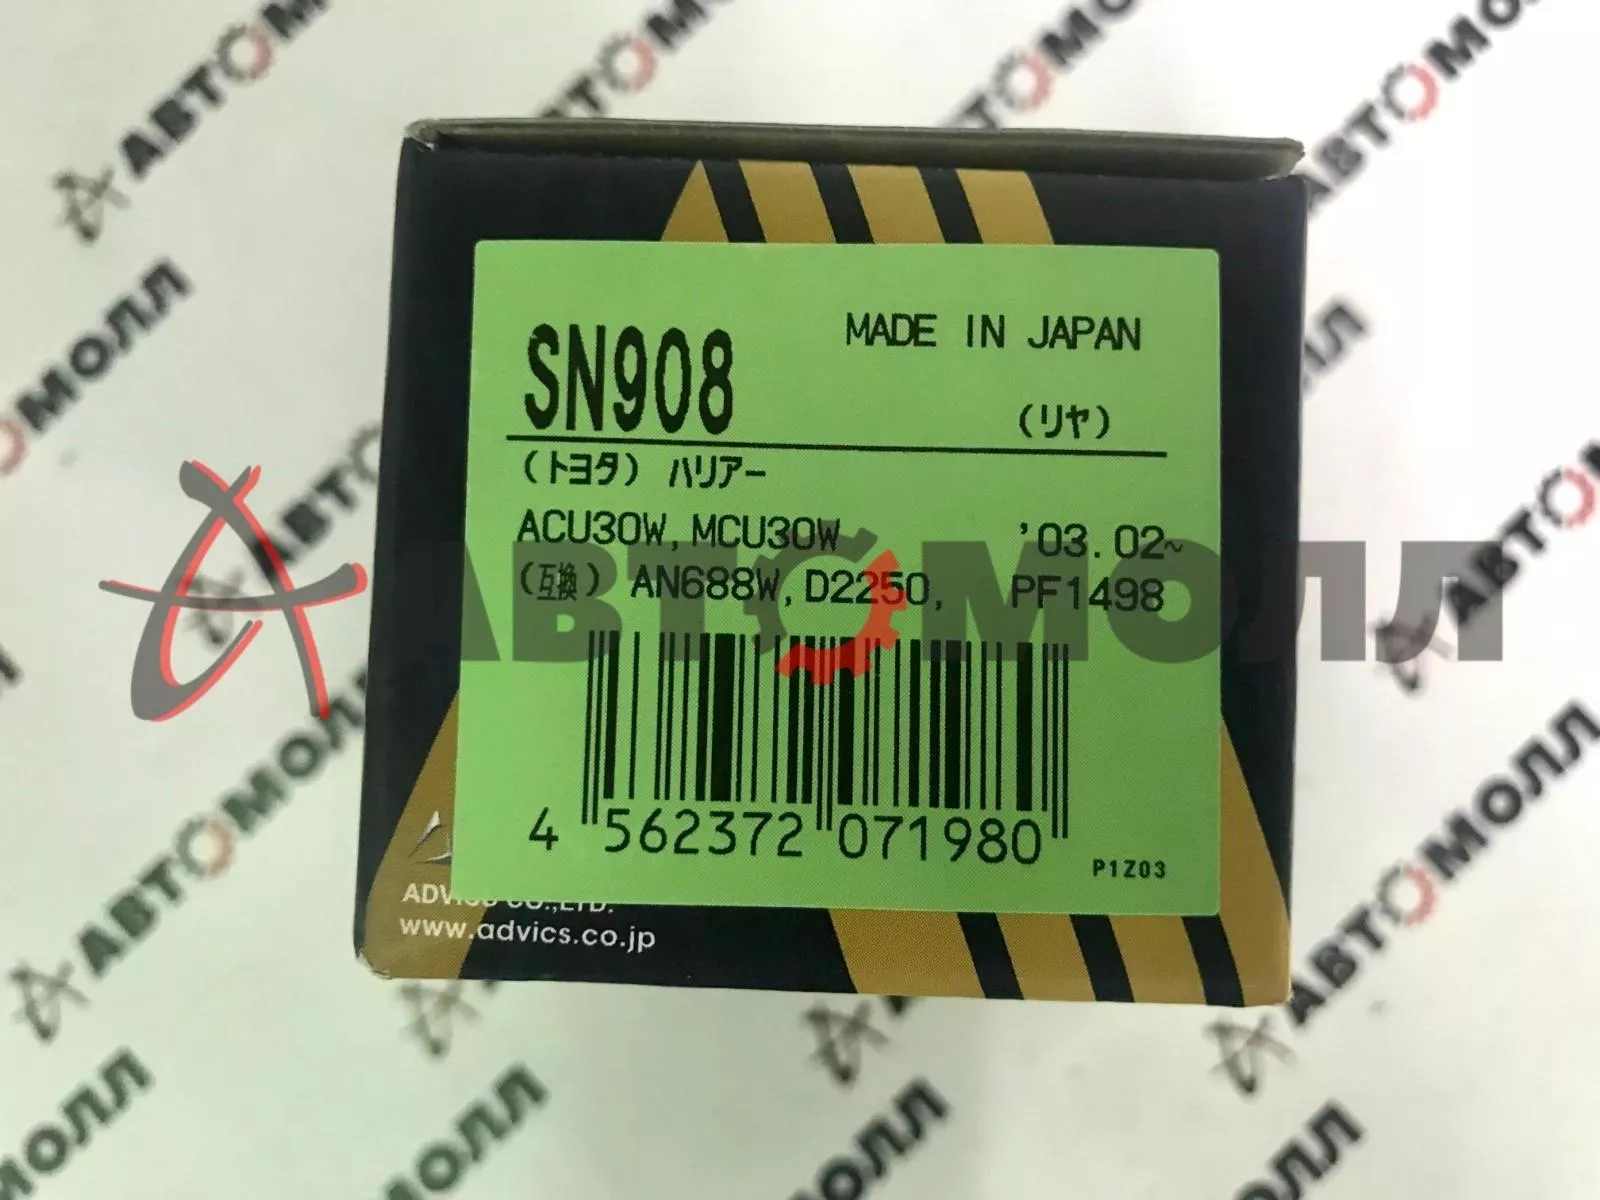 SN908
MADE IN JAPAN
(リヤ)
(トヨタ) ハリアー
ACU30W, MCU30W '03.02~
(互換) AN688W, D2250, PF1498
АВТОМОЛЛ
4 562372 071980
P1Z03
ADVICS CO.,LTD.
www.advics.co.jp